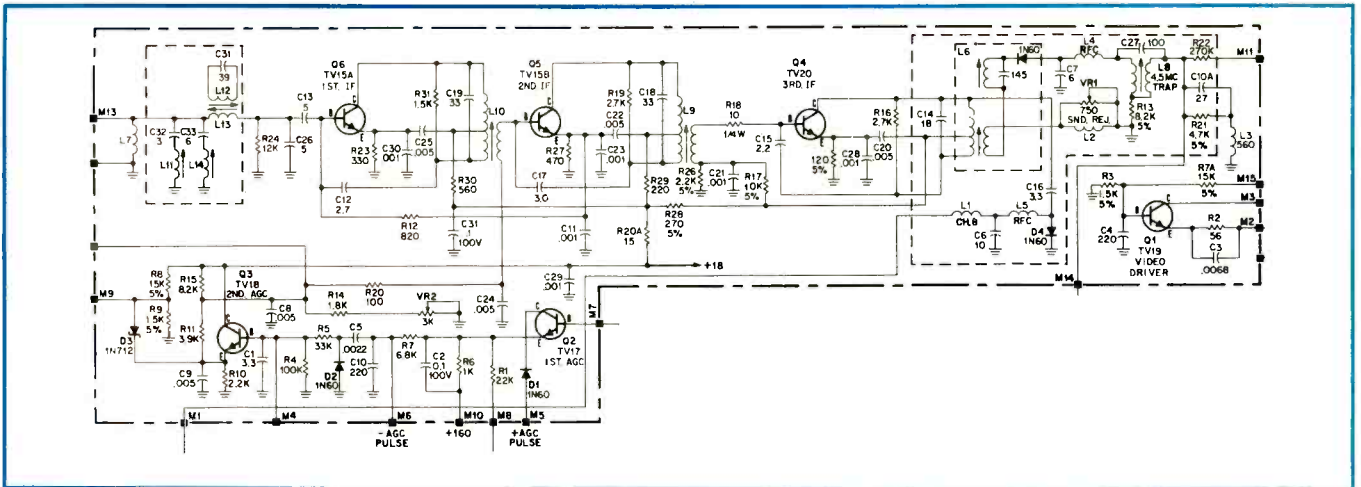 C31
39
L12
L13
M13
L7
C32
3
C33
6
L11
L14
R24
12K
C13
5
C26
5
Q6
TV15A
1ST. IF
B
C
E
R31
1.5K
C19
33
L10
R23
330
C30
.001
C25
.005
C12
2.7
R30
560
R12
820
C31
.1
100V
Q5
TV15B
2ND IF
B
C
E
R19
2.7K
C18
33
L9
C22
.005
R27
470
C23
.001
C17
3.0
C11
.001
R29
220
R28
270
5%
R20A
15
R26
2.2K
5%
C21
.001
R17
10K
5%
R18
10
1/4W
C15
2.2
Q4
TV20
3RD. IF
B
C
E
R16
2.7K
120
5%
C28
.001
C20
.005
C14
18
L6
145
1N60
L4
RFC
C7
6
VR1
750
SND. REJ.
L2
C27
100
L8
4.5MC
TRAP
R13
8.2K
5%
R22
270K
M11
C10A
27
R21
4.7K
5%
L3
560
C16
3.3
D4
1N60
L1
CH.8
L5
RFC
C6
10
R3
1.5K
5%
R7A
15K
5%
M15
M3
M2
C4
220
B
C
E
Q1
TV19
VIDEO
DRIVER
R2
56
C3
.0068
M14
+18
M9
R8
15K
5%
R9
1.5K
5%
D3
1N712
R15
8.2K
R11
3.9K
C9
.005
Q3
TV18
2ND. AGC
C
B
E
R10
2.2K
C1
3.3
C8
.005
R4
100K
R14
1.8K
R20
100
VR2
3K
R5
33K
D2
1N60
C5
.0022
C10
220
R7
6.8K
C2
0.1
100V
R6
1K
C24
.005
C29
.001
R1
22K
Q2
TV17
1ST. AGC
C
B
E
D1
1N60
M7
M1
M4
M6
-AGC
PULSE
M10
+160
M8
M5
+AGC
PULSE